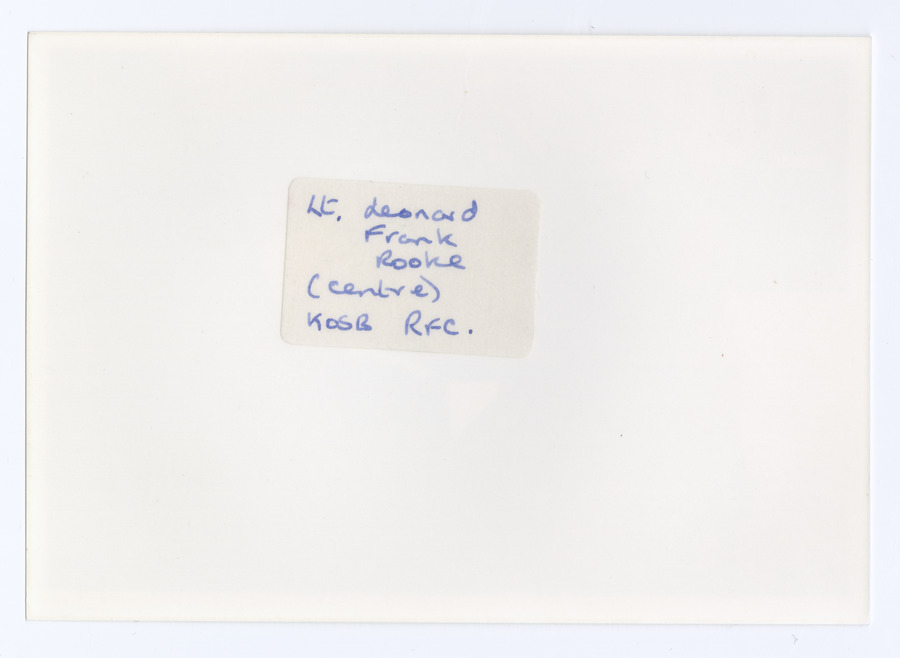 Lt. Leonard
Frank
Rooke
(centre)
KOSB RFC.